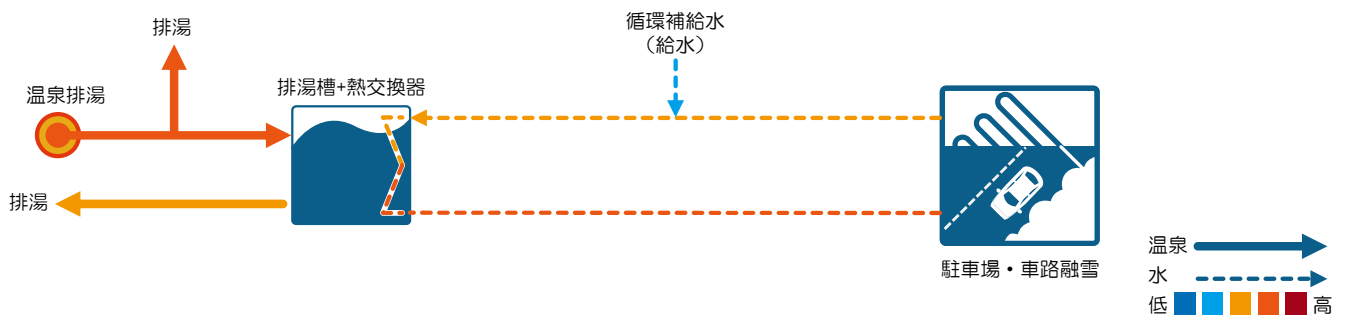 排湯
温泉排湯
排湯槽+熱交換器
循環補給水
（給水）
排湯
駐車場・車路融雪
温泉
水
低
高